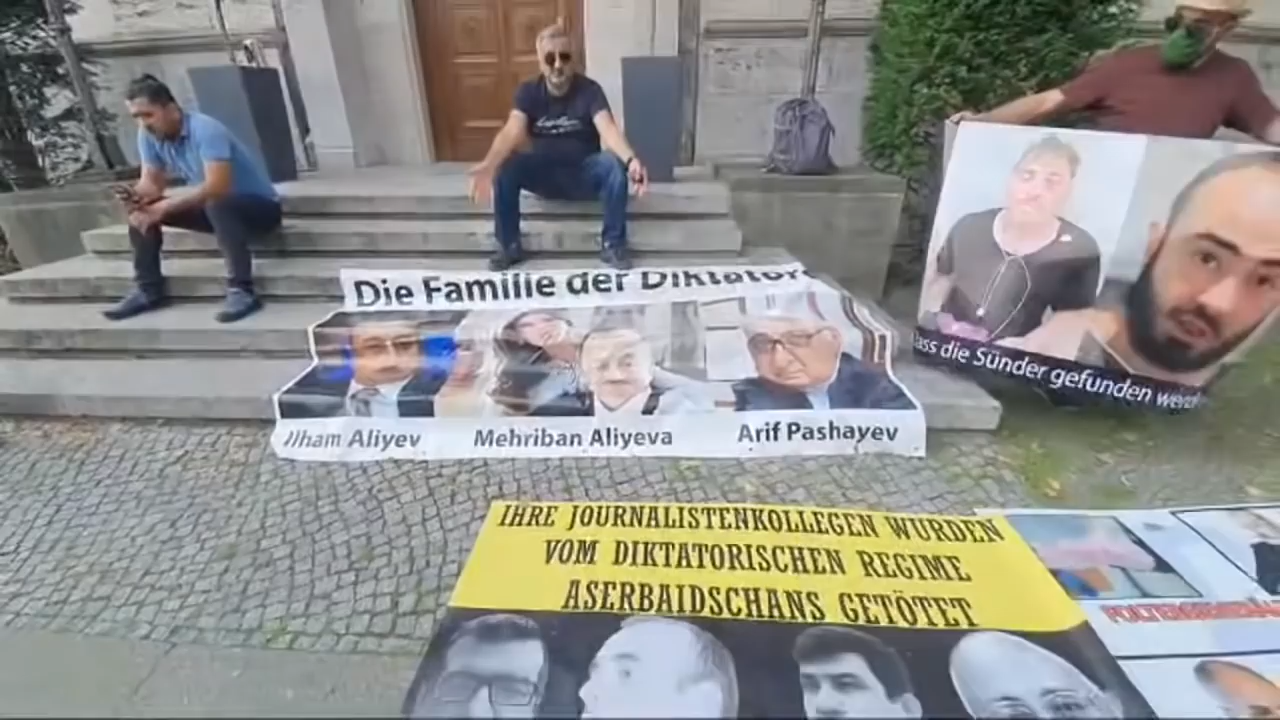 Die Familie der Diktatore
Ilham Aliyev
Mehriban Aliyeva
Arif Pashayev
dass die Sünder gefunden
IHRE JOURNALISTENKOLLEGEN WURDEN
VOM DIKTATORISCHEN REGIME
ASERBAIDSCHANS GETÖTET